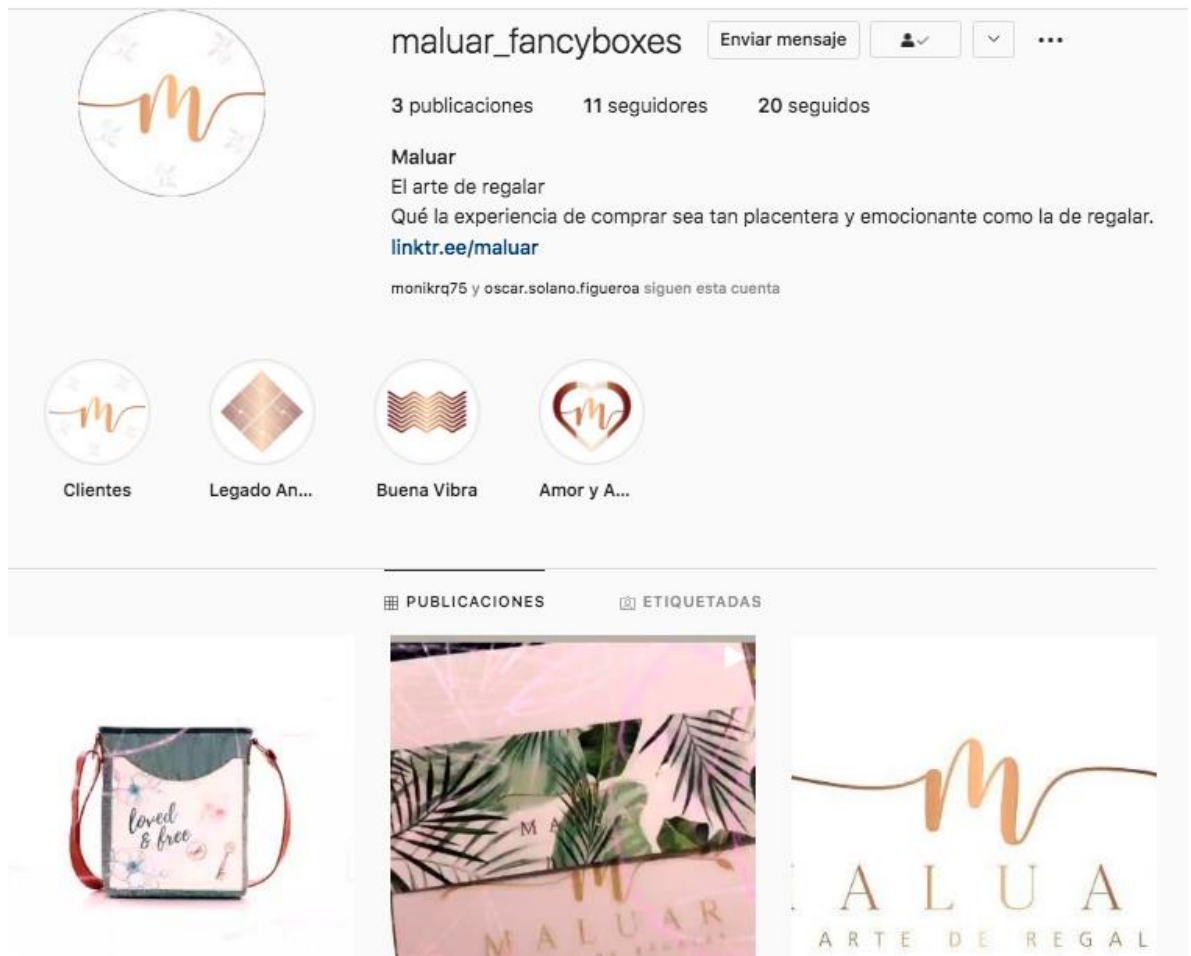 maluar_fancyboxes Enviar mensaje
3 publicaciones 11 seguidores 20 seguidos
Maluar
El arte de regalar
Qué la experiencia de comprar sea tan placentera y emocionante como la de regalar.
linktr.ee/maluar
monikrq75 y oscar.solano.figueroa siguen esta cuenta
m
m
m
Clientes Legado An... Buena Vibra Amor y A...
PUBLICACIONES ETIQUETADAS
loved
& free
m
MALUAR
m
ALUA
ARTE DE REGAL